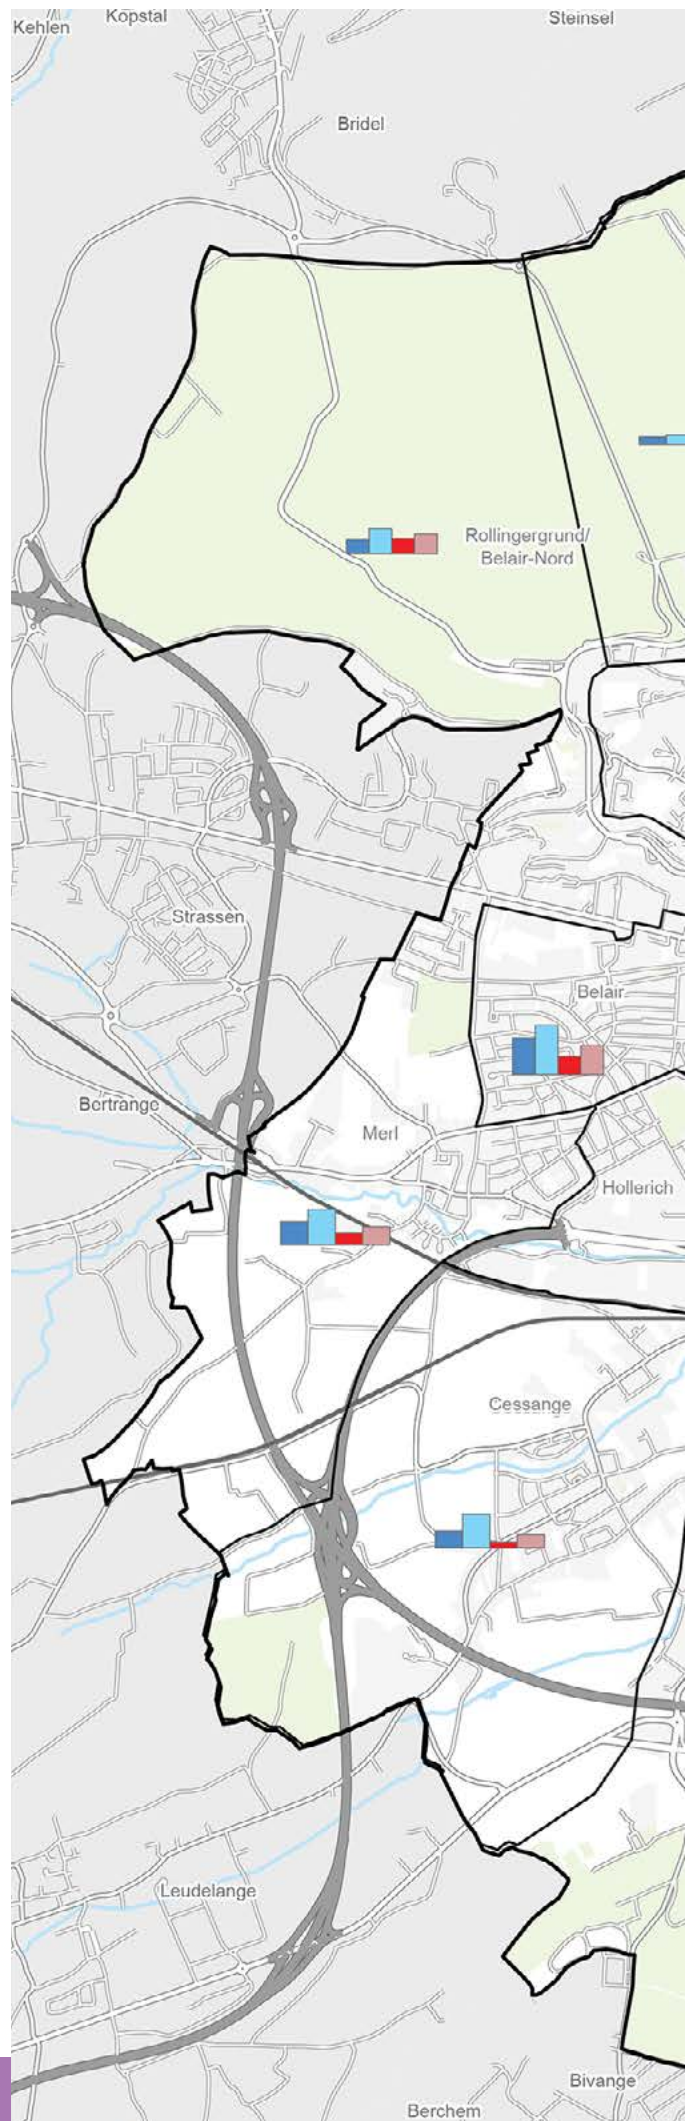 Kopstal
Steinsel
Kehlen
Bridel
Rollingergrund/
Belair-Nord
Strassen
Belair
Bertrange
Merl
Hollerich
Cessange
Leudelange
Bivange
Berchem